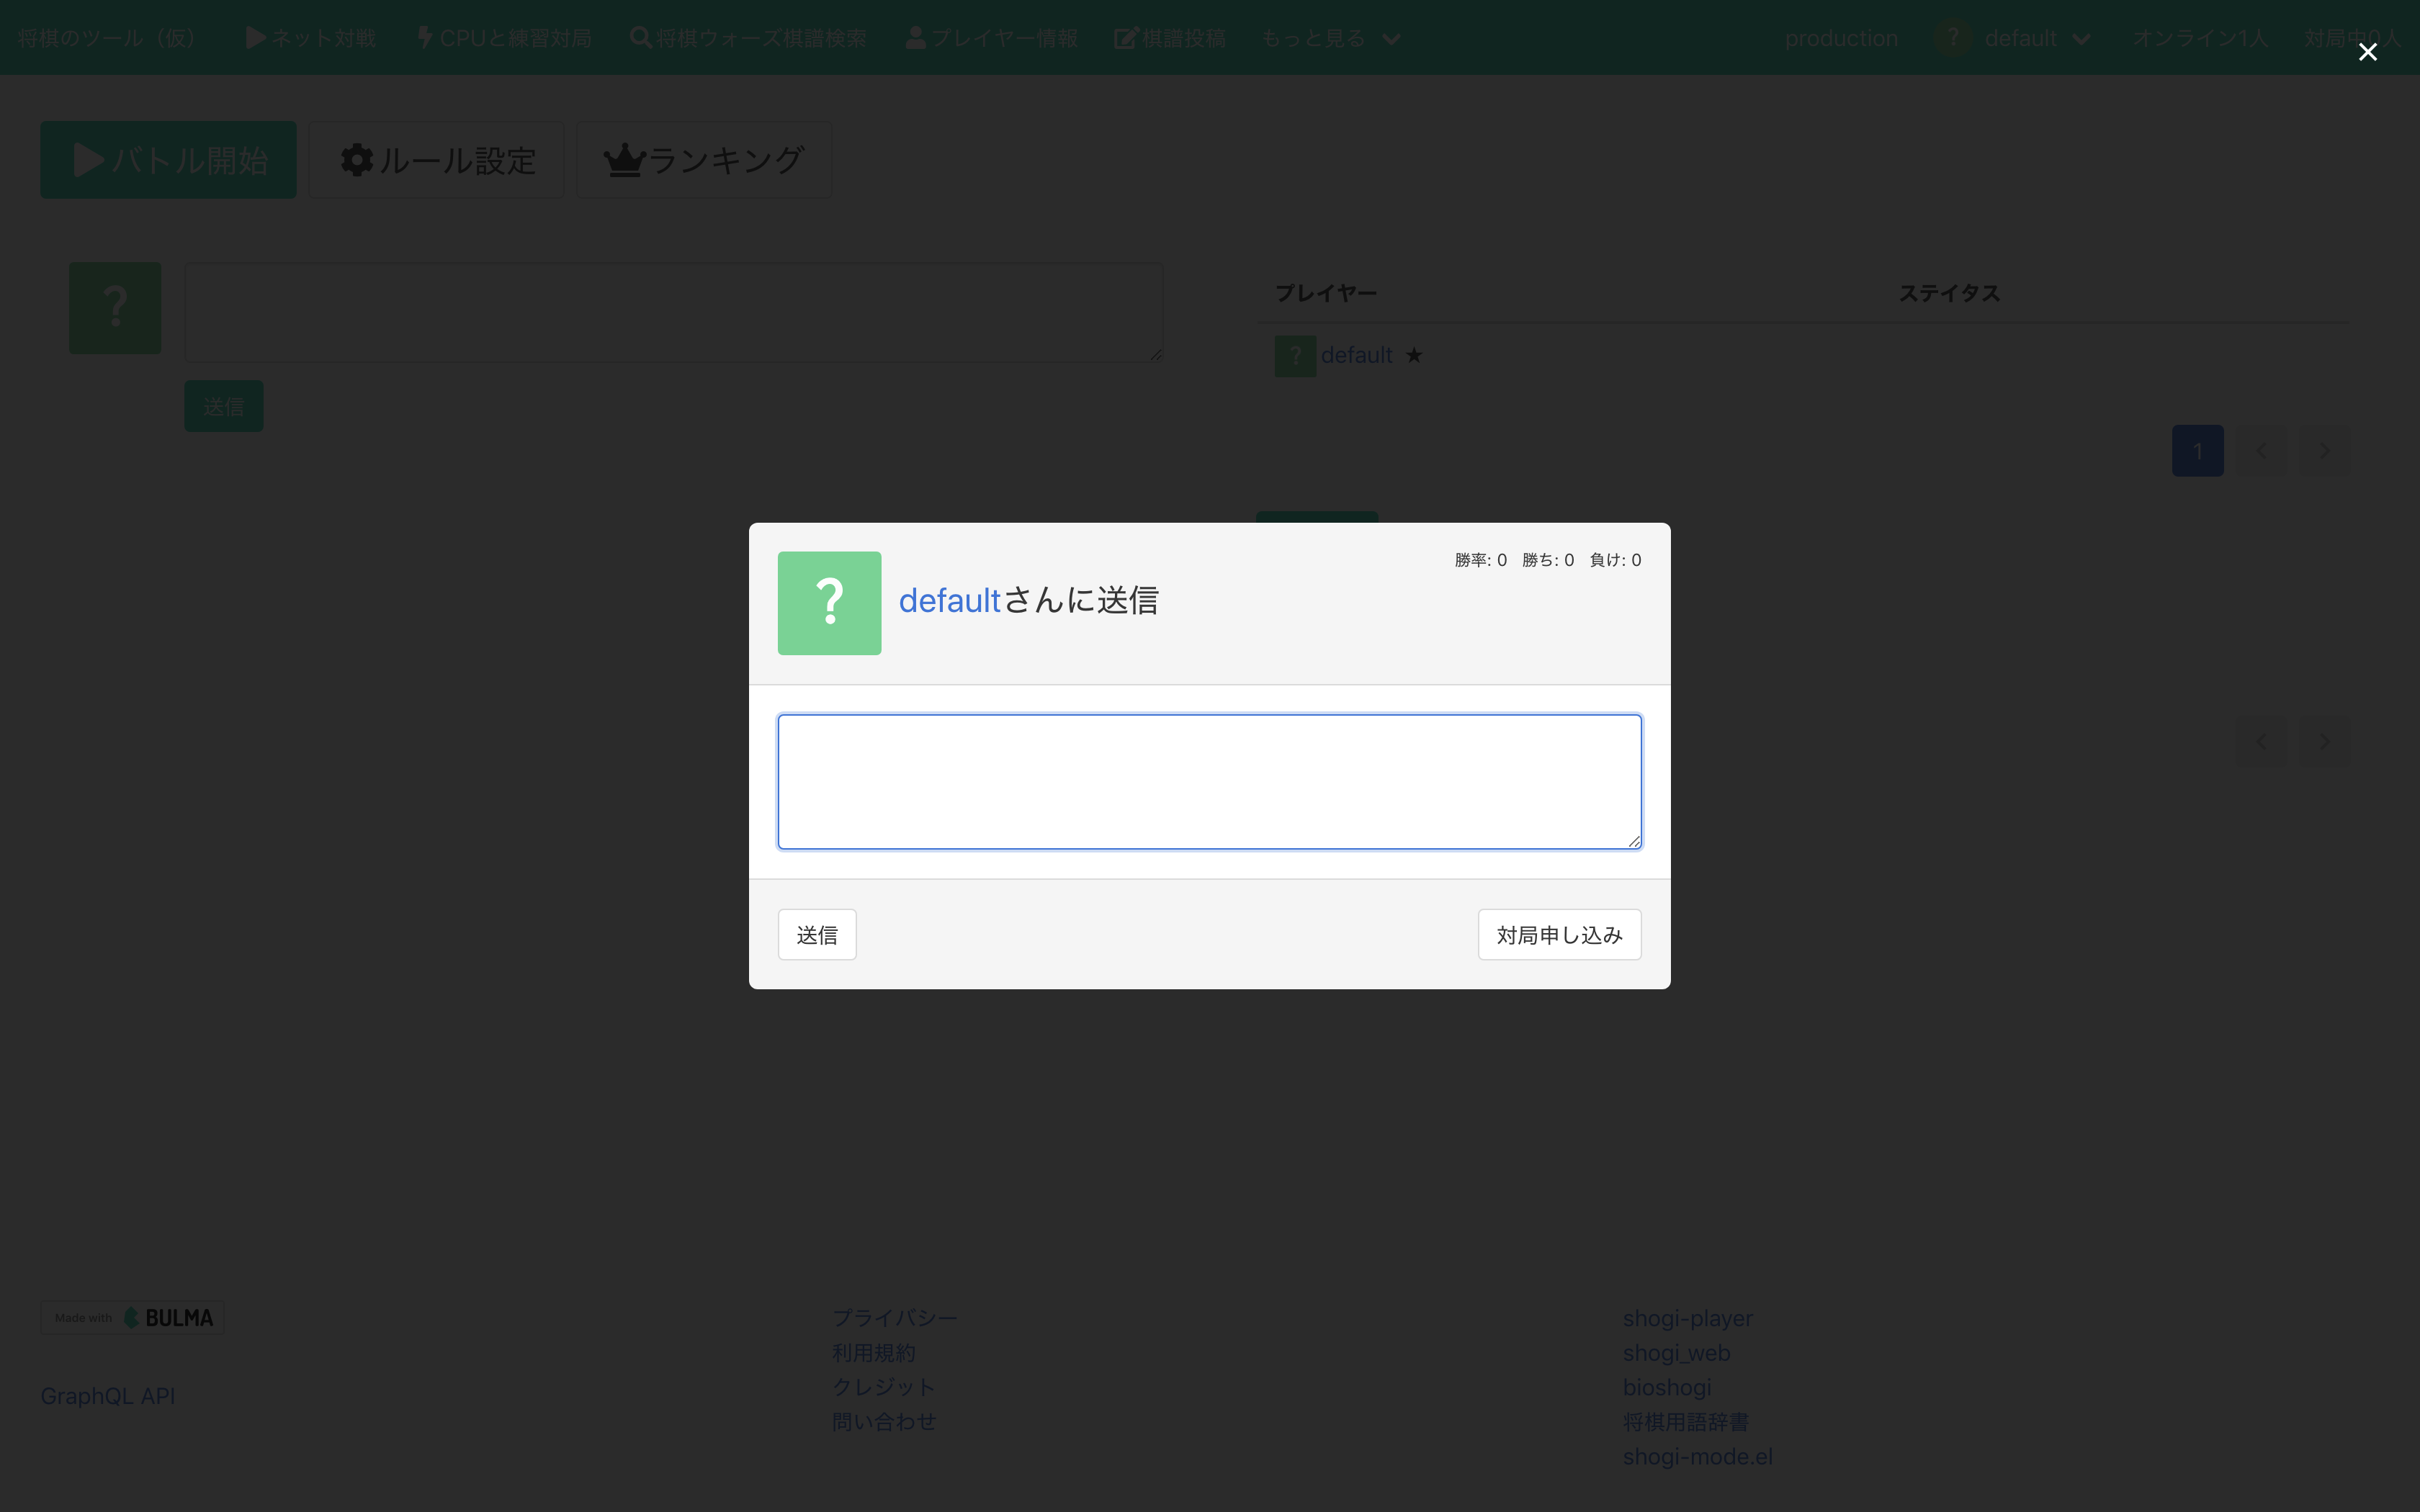 将棋のツール（仮） ネット対戦 CPUと練習対局 将棋ウォーズ棋譜検索 プレイヤー情報 棋譜投稿 もっと見る production ? default オンライン1人 対局中0人
バトル開始 ルール設定 ランキング
?
送信
プレイヤー ステイタス
? default ★
1
? defaultさんに送信
勝率: 0 勝ち: 0 負け: 0
送信 対局申し込み
Made with BULMA
GraphQL API
プライバシー
利用規約
クレジット
問い合わせ
shogi-player
shogi_web
bioshogi
将棋用語辞書
shogi-mode.el